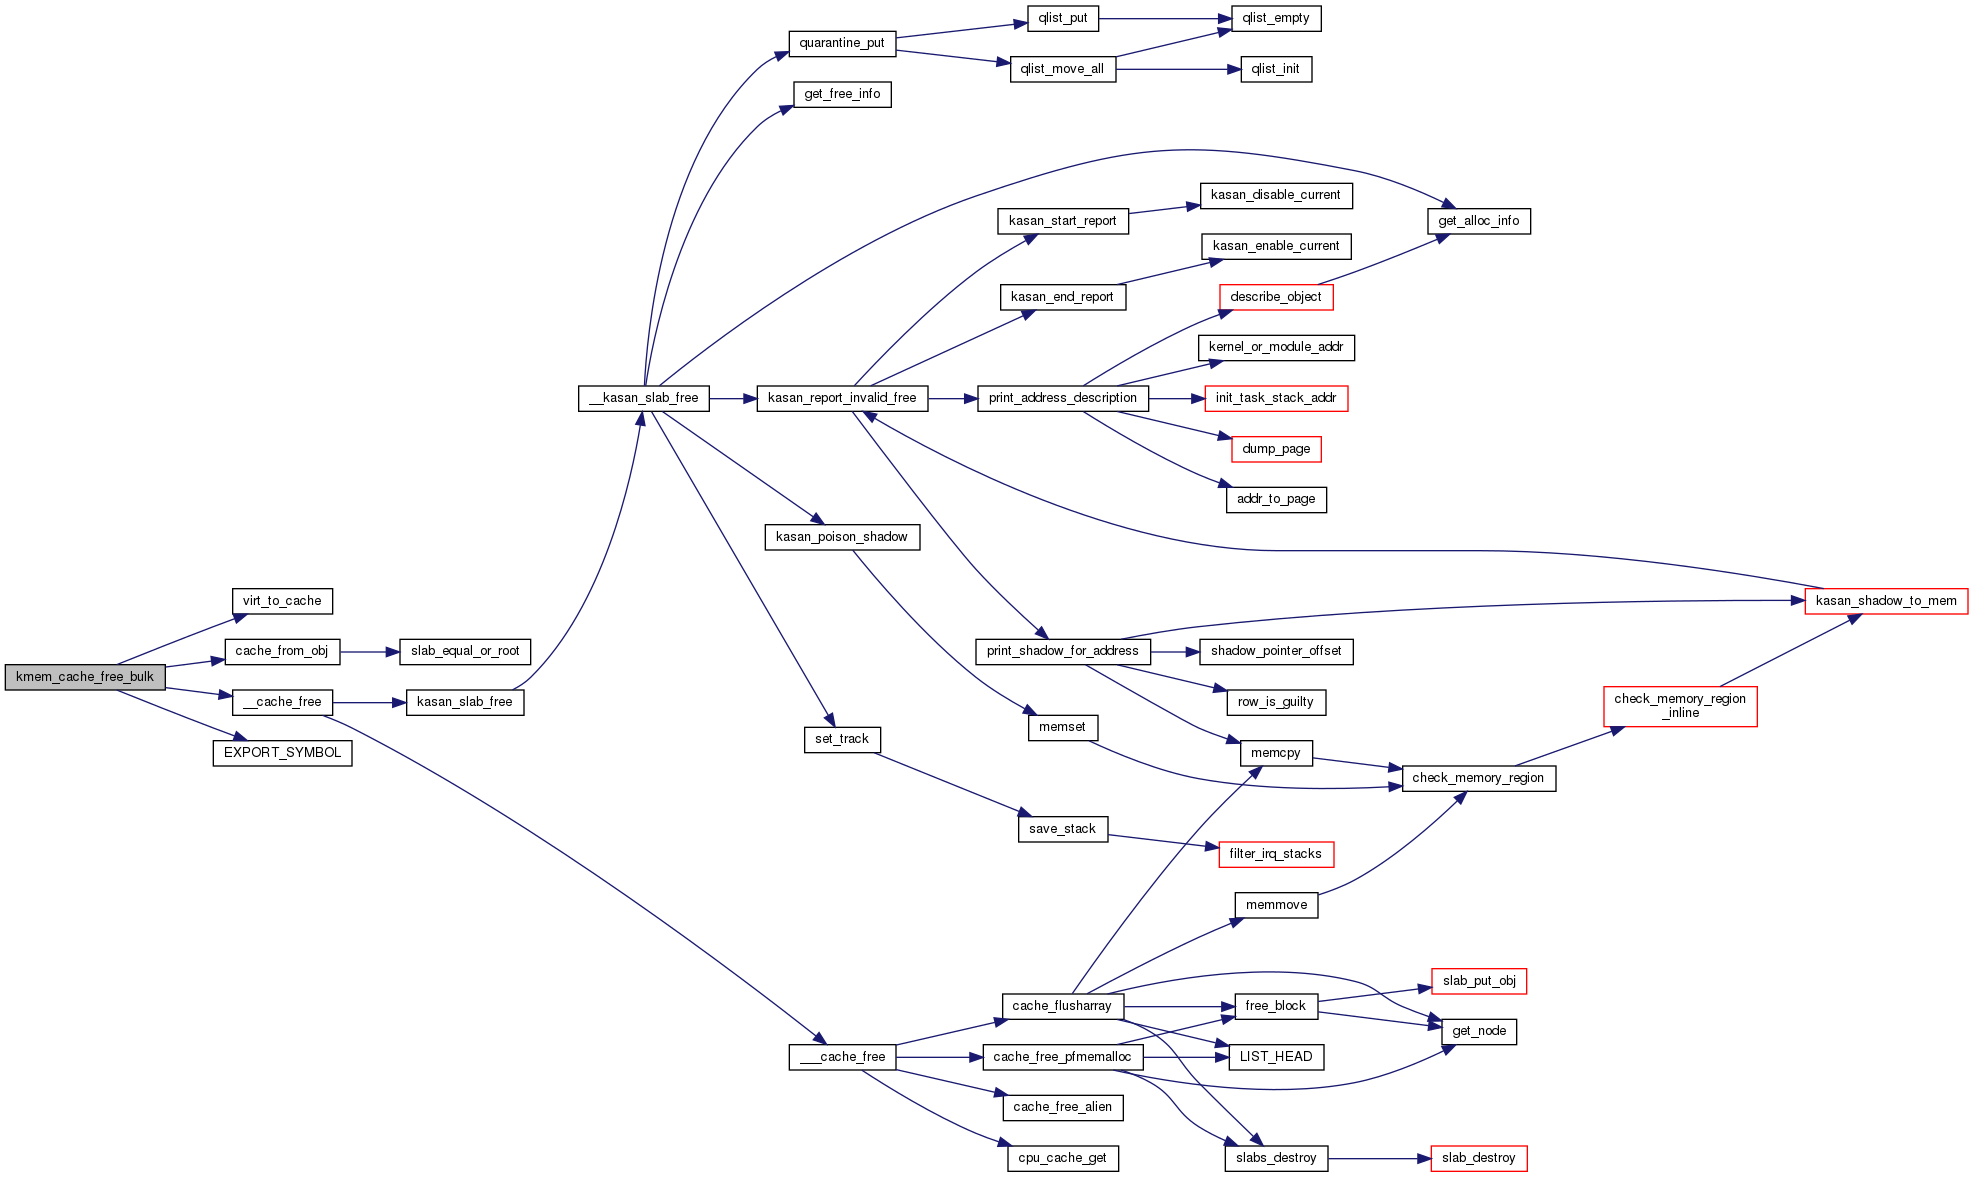 qlist_put
qlist_empty
quarantine_put
qlist_move_all
qlist_init
get_free_info
kasan_disable_current
kasan_start_report
get_alloc_info
kasan_enable_current
kasan_end_report
describe_object
kernel_or_module_addr
__kasan_slab_free
kasan_report_invalid_free
print_address_description
init_task_stack_addr
dump_page
addr_to_page
kasan_poison_shadow
virt_to_cache
kasan_shadow_to_mem
cache_from_obj
slab_equal_or_root
print_shadow_for_address
shadow_pointer_offset
kmem_cache_free_bulk
__cache_free
kasan_slab_free
row_is_guilty
check_memory_region
_inline
memset
set_track
EXPORT_SYMBOL
memcpy
check_memory_region
save_stack
filter_irq_stacks
memmove
slab_put_obj
cache_flusharray
free_block
get_node
___cache_free
cache_free_pfmemalloc
LIST_HEAD
cache_free_alien
cpu_cache_get
slabs_destroy
slab_destroy